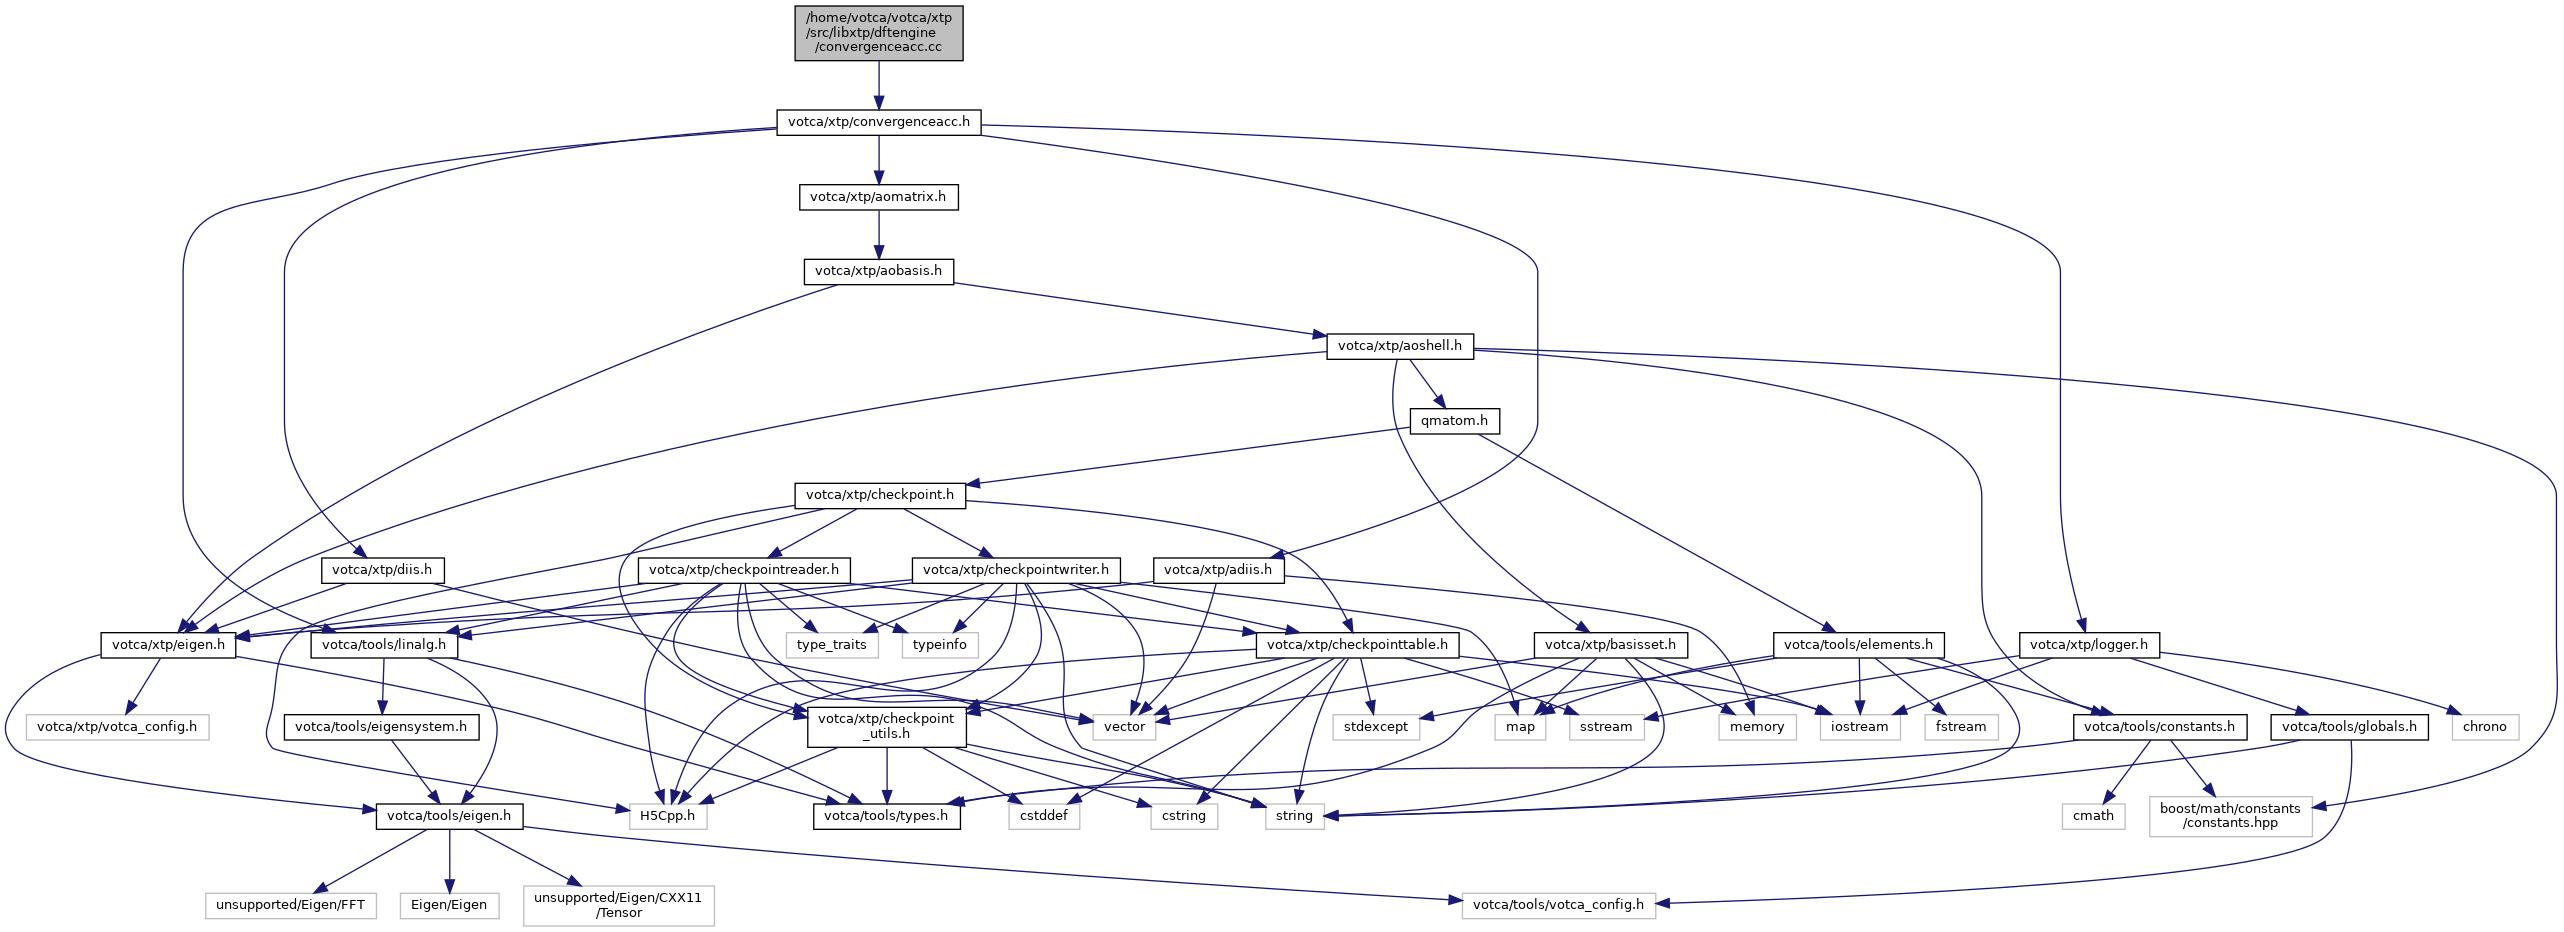 /home/votca/votca/xtp
/src/libxtp/dftengine
/convergenceacc.cc
votca/xtp/convergenceacc.h
votca/xtp/aomatrix.h
votca/xtp/aobasis.h
votca/xtp/aoshell.h
qmatom.h
votca/xtp/checkpoint.h
votca/xtp/diis.h
votca/xtp/checkpointreader.h
votca/xtp/checkpointwriter.h
votca/xtp/adiis.h
votca/xtp/eigen.h
votca/tools/linalg.h
type_traits
typeinfo
votca/xtp/checkpointtable.h
votca/xtp/basisset.h
votca/tools/elements.h
votca/xtp/logger.h
votca/xtp/votca_config.h
votca/tools/eigensystem.h
votca/xtp/checkpoint
_utils.h
vector
stdexcept
map
sstream
memory
iostream
fstream
votca/tools/constants.h
votca/tools/globals.h
chrono
votca/tools/eigen.h
H5Cpp.h
votca/tools/types.h
cstddef
cstring
string
cmath
boost/math/constants
/constants.hpp
unsupported/Eigen/FFT
Eigen/Eigen
unsupported/Eigen/CXX11
/Tensor
votca/tools/votca_config.h